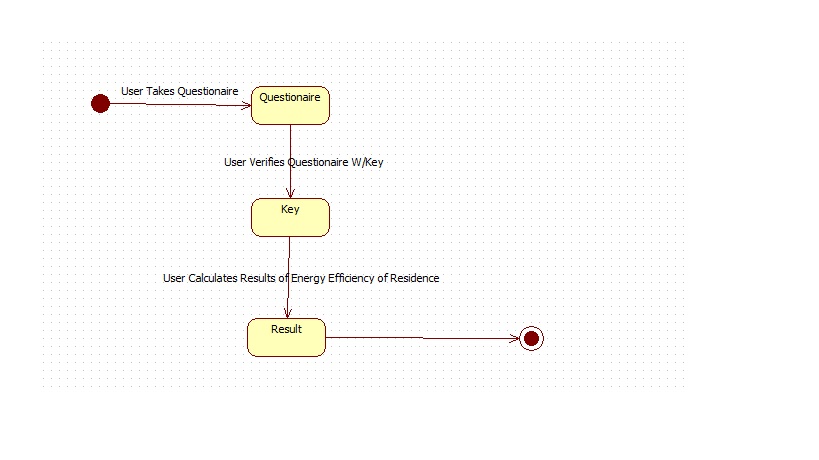 User Takes Questionaire
Questionaire
User Verifies Questionaire W/Key
Key
User Calculates Results of Energy Efficiency of Residence
Result